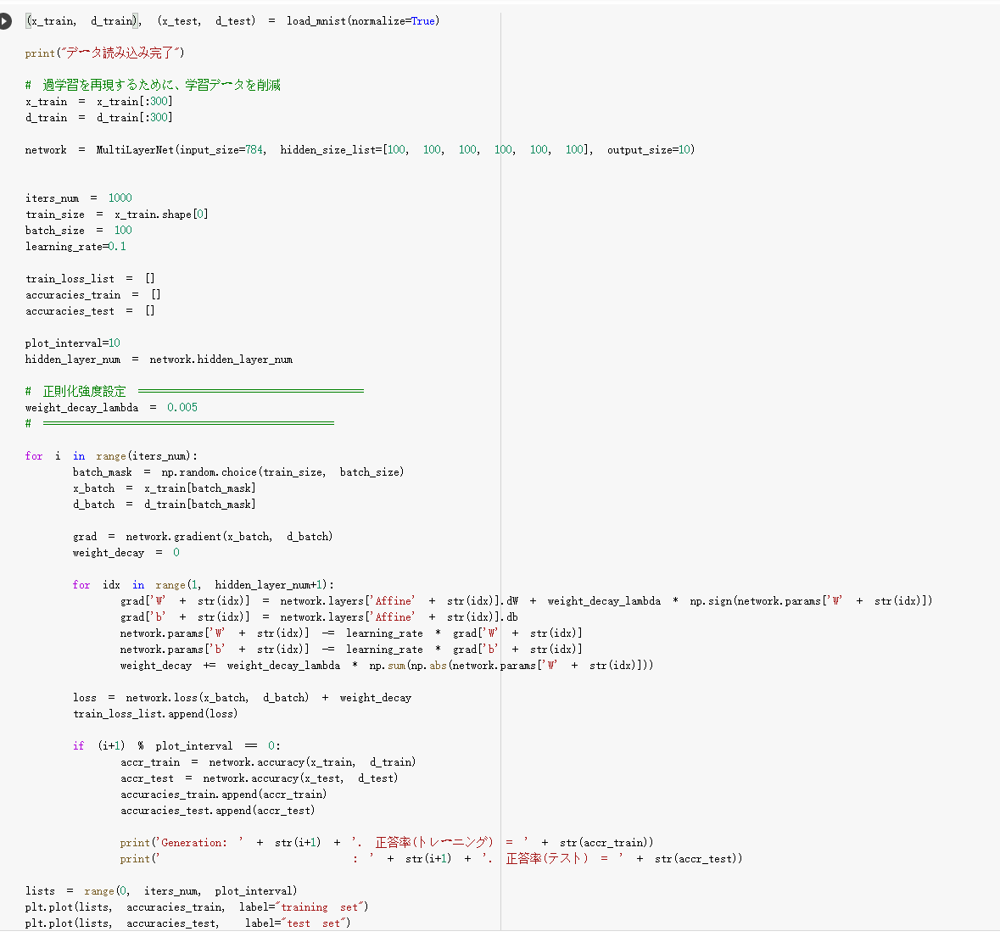 (x_train, d_train), (x_test, d_test) = load_mnist(normalize=True)
print("データ読み込み完了")
# 過学習を再現するために、学習データを削減
x_train = x_train[:300]
d_train = d_train[:300]
network = MultiLayerNet(input_size=784, hidden_size_list=[100, 100, 100, 100, 100, 100], output_size=10)
iters_num = 1000
train_size = x_train.shape[0]
batch_size = 100
learning_rate=0.1
train_loss_list = []
accuracies_train = []
accuracies_test = []
plot_interval=10
hidden_layer_num = network.hidden_layer_num
# 正則化強度設定 ======================================
weight_decay_lambda = 0.005
# =================================================
for i in range(iters_num):
batch_mask = np.random.choice(train_size, batch_size)
x_batch = x_train[batch_mask]
d_batch = d_train[batch_mask]
grad = network.gradient(x_batch, d_batch)
weight_decay = 0
for idx in range(1, hidden_layer_num+1):
grad['W' + str(idx)] = network.layers['Affine' + str(idx)].dW + weight_decay_lambda * np.sign(network.params['W' + str(idx)])
grad['b' + str(idx)] = network.layers['Affine' + str(idx)].db
network.params['W' + str(idx)] -= learning_rate * grad['W' + str(idx)]
network.params['b' + str(idx)] -= learning_rate * grad['b' + str(idx)]
weight_decay += weight_decay_lambda * np.sum(np.abs(network.params['W' + str(idx)]))
loss = network.loss(x_batch, d_batch) + weight_decay
train_loss_list.append(loss)
if (i+1) % plot_interval == 0:
accr_train = network.accuracy(x_train, d_train)
accr_test = network.accuracy(x_test, d_test)
accuracies_train.append(accr_train)
accuracies_test.append(accr_test)
print('Generation: ' + str(i+1) + '. 正答率(トレーニング) = ' + str(accr_train))
print('                : ' + str(i+1) + '. 正答率(テスト) = ' + str(accr_test))
lists = range(0, iters_num, plot_interval)
plt.plot(lists, accuracies_train, label="training set")
plt.plot(lists, accuracies_test,  label="test set")